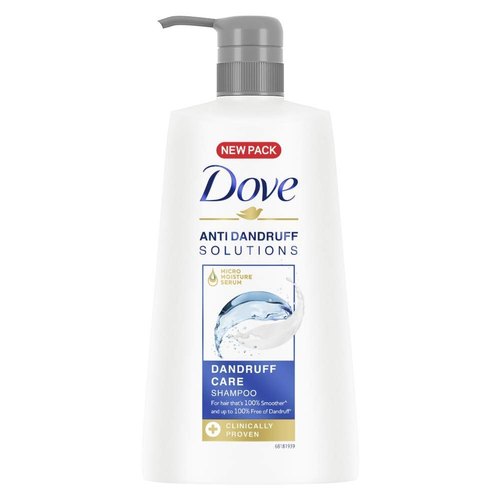 NEW PACK
Dove
ANTI DANDRUFF
SOLUTIONS
MICRO
MOISTURE
SERUM
DANDRUFF
CARE
SHAMPOO
For hair that's 100% Smoother^
and up to 100% Free of Dandruff*
CLINICALLY
PROVEN
68181939